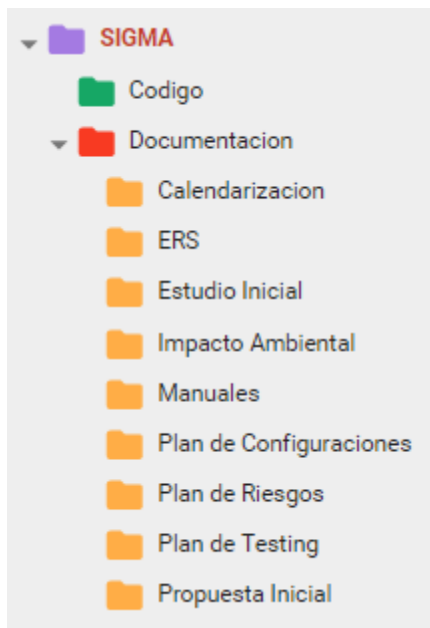 SIGMA
Codigo
Documentacion
Calendarizacion
ERS
Estudio Inicial
Impacto Ambiental
Manuales
Plan de Configuraciones
Plan de Riesgos
Plan de Testing
Propuesta Inicial